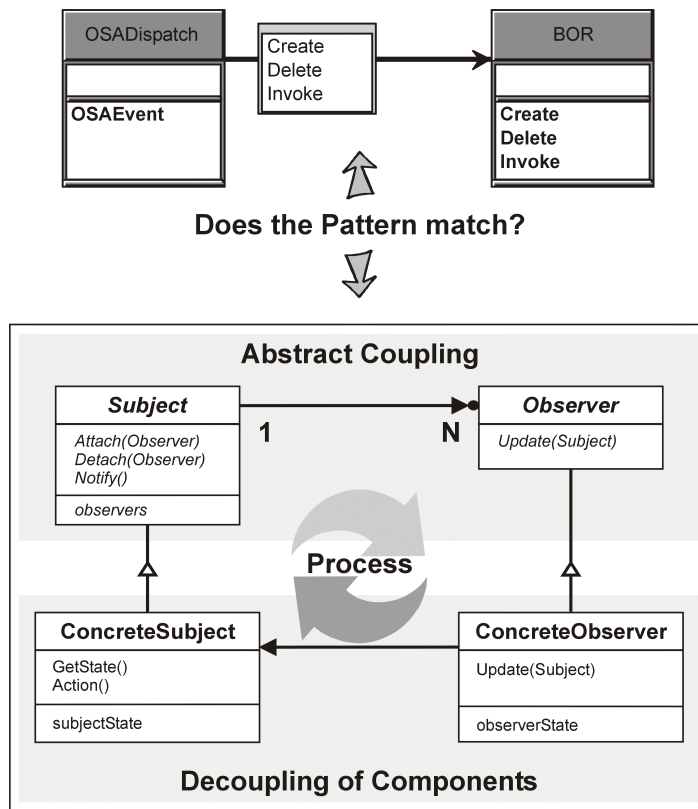 OSADispatch
OSAEvent
Create
Delete
Invoke
BOR
Create
Delete
Invoke
Does the Pattern match?
Abstract Coupling
Subject
Attach(Observer)
Detach(Observer)
Notify()
observers
1
N
Observer
Update(Subject)
Process
ConcreteSubject
GetState()
Action()
subjectState
ConcreteObserver
Update(Subject)
observerState
Decoupling of Components